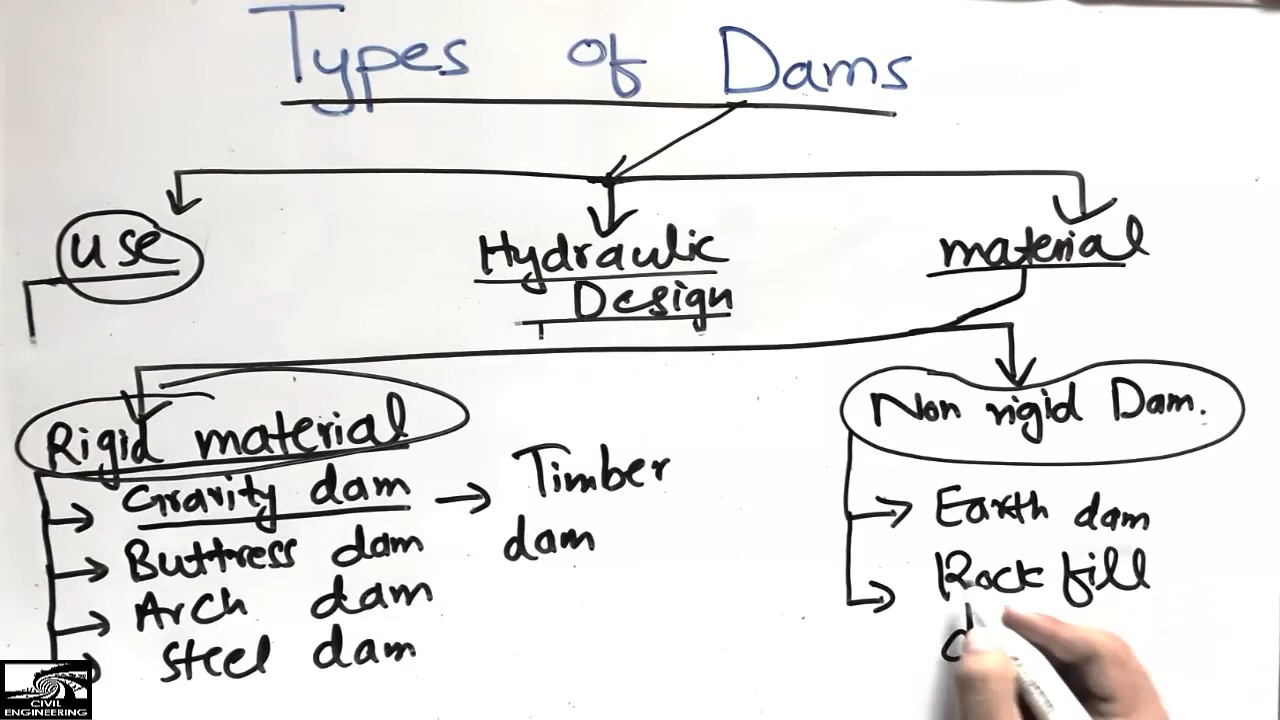 Types of Dams
use
Hydraulic
Design
material
Rigid material
Gravity dam
Buttress dam
Arch dam
Steel dam
Timber
dam
Non rigid Dam.
Earth dam
Rock fill
d
CIVIL
ENGINEERING